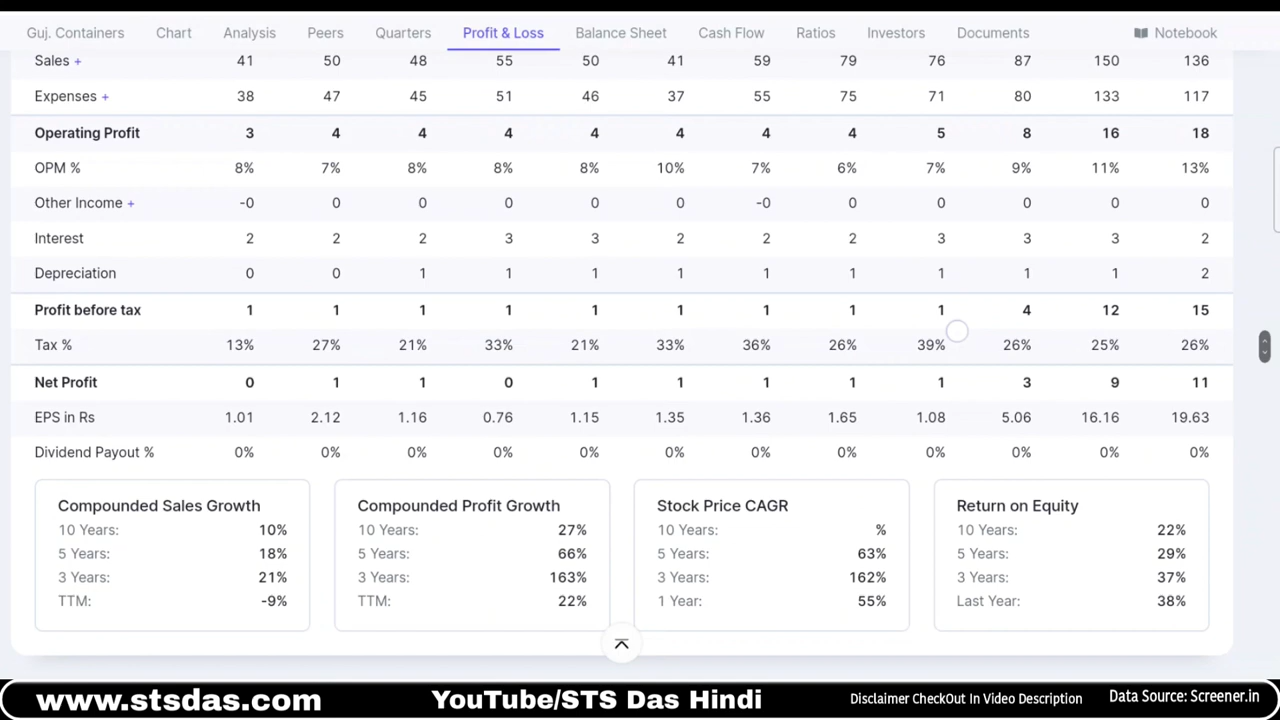 Guj. Containers Chart Analysis Peers Quarters Profit & Loss Balance Sheet Cash Flow Ratios Investors Documents Notebook
Sales + 41 50 48 55 50 41 59 79 76 87 150 136
Expenses + 38 47 45 51 46 37 55 75 71 80 133 117
Operating Profit 3 4 4 4 4 4 4 4 5 8 16 18
OPM % 8% 7% 8% 8% 8% 10% 7% 6% 7% 9% 11% 13%
Other Income + -0 0 0 0 0 0 -0 0 0 0 0 0
Interest 2 2 2 3 3 2 2 2 3 3 3 2
Depreciation 0 0 1 1 1 1 1 1 1 1 1 2
Profit before tax 1 1 1 1 1 1 1 1 1 4 12 15
Tax % 13% 27% 21% 33% 21% 33% 36% 26% 39% 26% 25% 26%
Net Profit 0 1 1 0 1 1 1 1 1 3 9 11
EPS in Rs 1.01 2.12 1.16 0.76 1.15 1.35 1.36 1.65 1.08 5.06 16.16 19.63
Dividend Payout % 0% 0% 0% 0% 0% 0% 0% 0% 0% 0% 0% 0%
Compounded Sales Growth
10 Years: 10%
5 Years: 18%
3 Years: 21%
TTM: -9%
Compounded Profit Growth
10 Years: 27%
5 Years: 66%
3 Years: 163%
TTM: 22%
Stock Price CAGR
10 Years: %
5 Years: 63%
3 Years: 162%
1 Year: 55%
Return on Equity
10 Years: 22%
5 Years: 29%
3 Years: 37%
Last Year: 38%
www.stsdas.com YouTube/STS Das Hindi Disclaimer CheckOut In Video Description Data Source: Screener.in